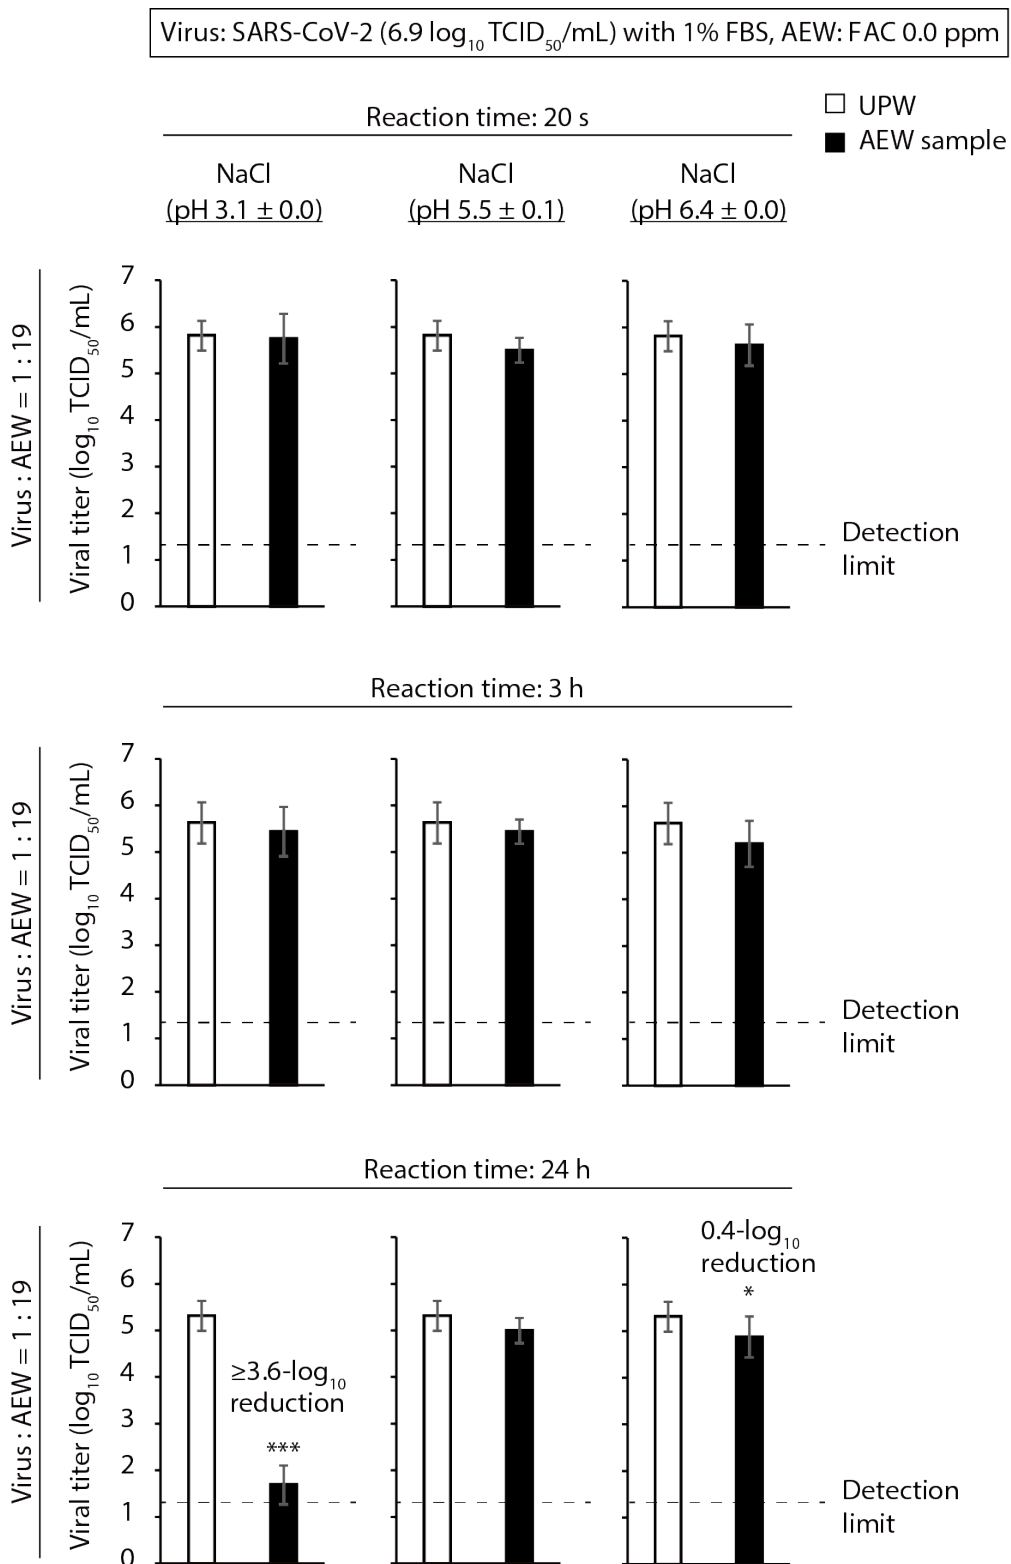 Virus: SARS-CoV-2 (6.9 log₁₀ TCID₅₀/mL) with 1% FBS, AEW: FAC 0.0 ppm
UPW
AEW sample
Reaction time: 20 s
NaCl
(pH 3.1 ± 0.0)
NaCl
(pH 5.5 ± 0.1)
NaCl
(pH 6.4 ± 0.0)
Virus : AEW = 1 : 19
Viral titer (log₁₀ TCID₅₀/mL)
7
6
5
4
3
2
1
0
Detection
limit
Reaction time: 3 h
Virus : AEW = 1 : 19
Viral titer (log₁₀ TCID₅₀/mL)
7
6
5
4
3
2
1
0
Detection
limit
Reaction time: 24 h
Virus : AEW = 1 : 19
Viral titer (log₁₀ TCID₅₀/mL)
7
6
5
4
3
2
1
0
≥3.6-log₁₀
reduction
***
0.4-log₁₀
reduction
*
Detection
limit